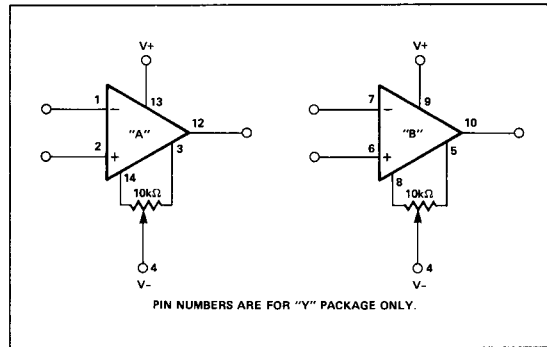 V+ V+
1 − 13 7 − 9
"A" 12 "B" 10
2 + 3 6 + 5
14 8
10kΩ 10kΩ
4 4
V− V−
PIN NUMBERS ARE FOR "Y" PACKAGE ONLY.